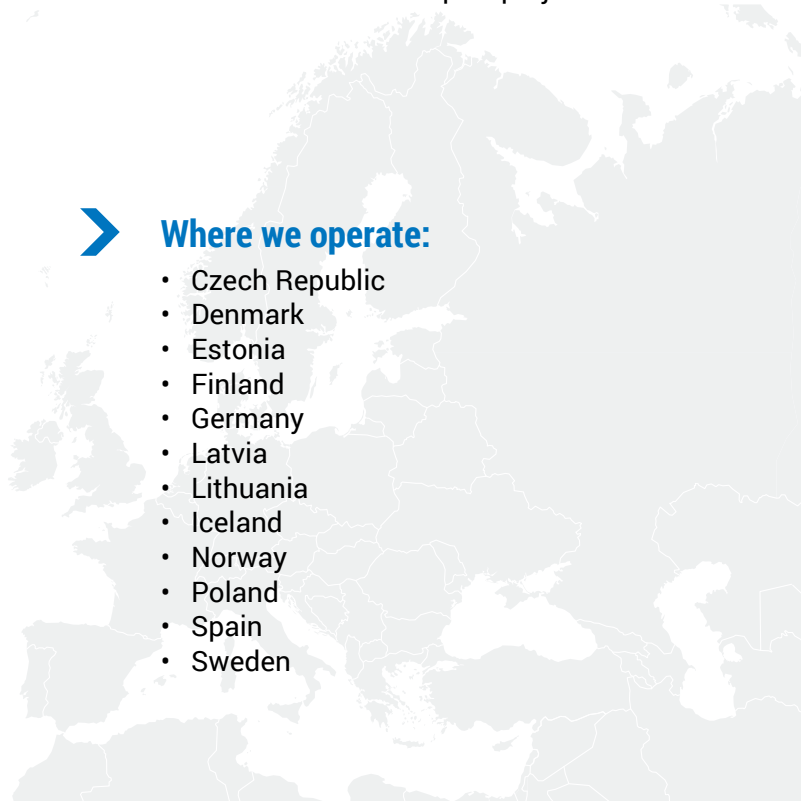 Where we operate:
• Czech Republic
• Denmark
• Estonia
• Finland
• Germany
• Latvia
• Lithuania
• Iceland
• Norway
• Poland
• Spain
• Sweden